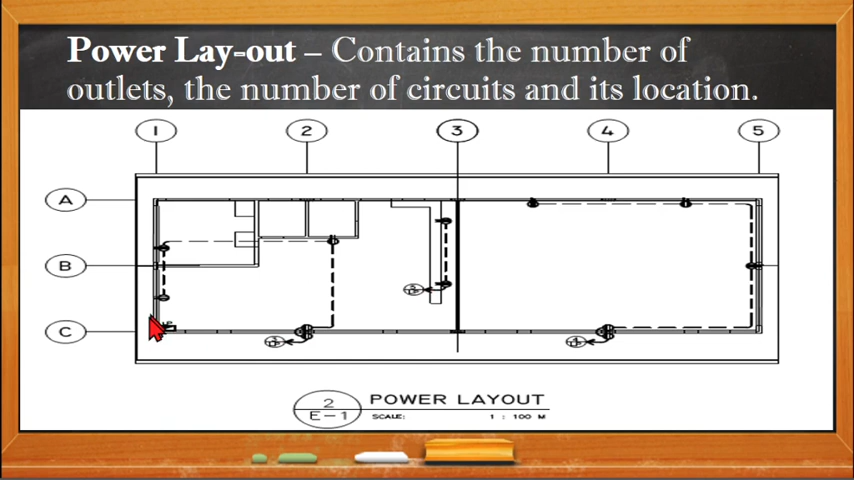 Power Lay-out – Contains the number of
outlets, the number of circuits and its location.
1 2 3 4 5
A
B
C
2
E-1
POWER LAYOUT
SCALE: 1 : 100 M